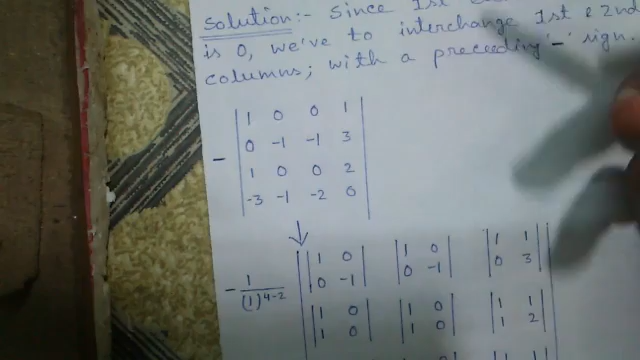 Solution:- Since 1st
is 0, we've to interchange 1st & 2nd
columns; with a preceeding '-' sign.
- | 1 0 0 1 |
| 0 -1 -1 3 |
| 1 0 0 2 |
| -3 -1 -2 0 |
↓
- 1/(1)^4-2 | |1 0| |1 0| |1 1|
|0 -1| |0 -1| |0 3|
|1 0| |1 0| |1 1|
|1 0| |1 0| |1 2|